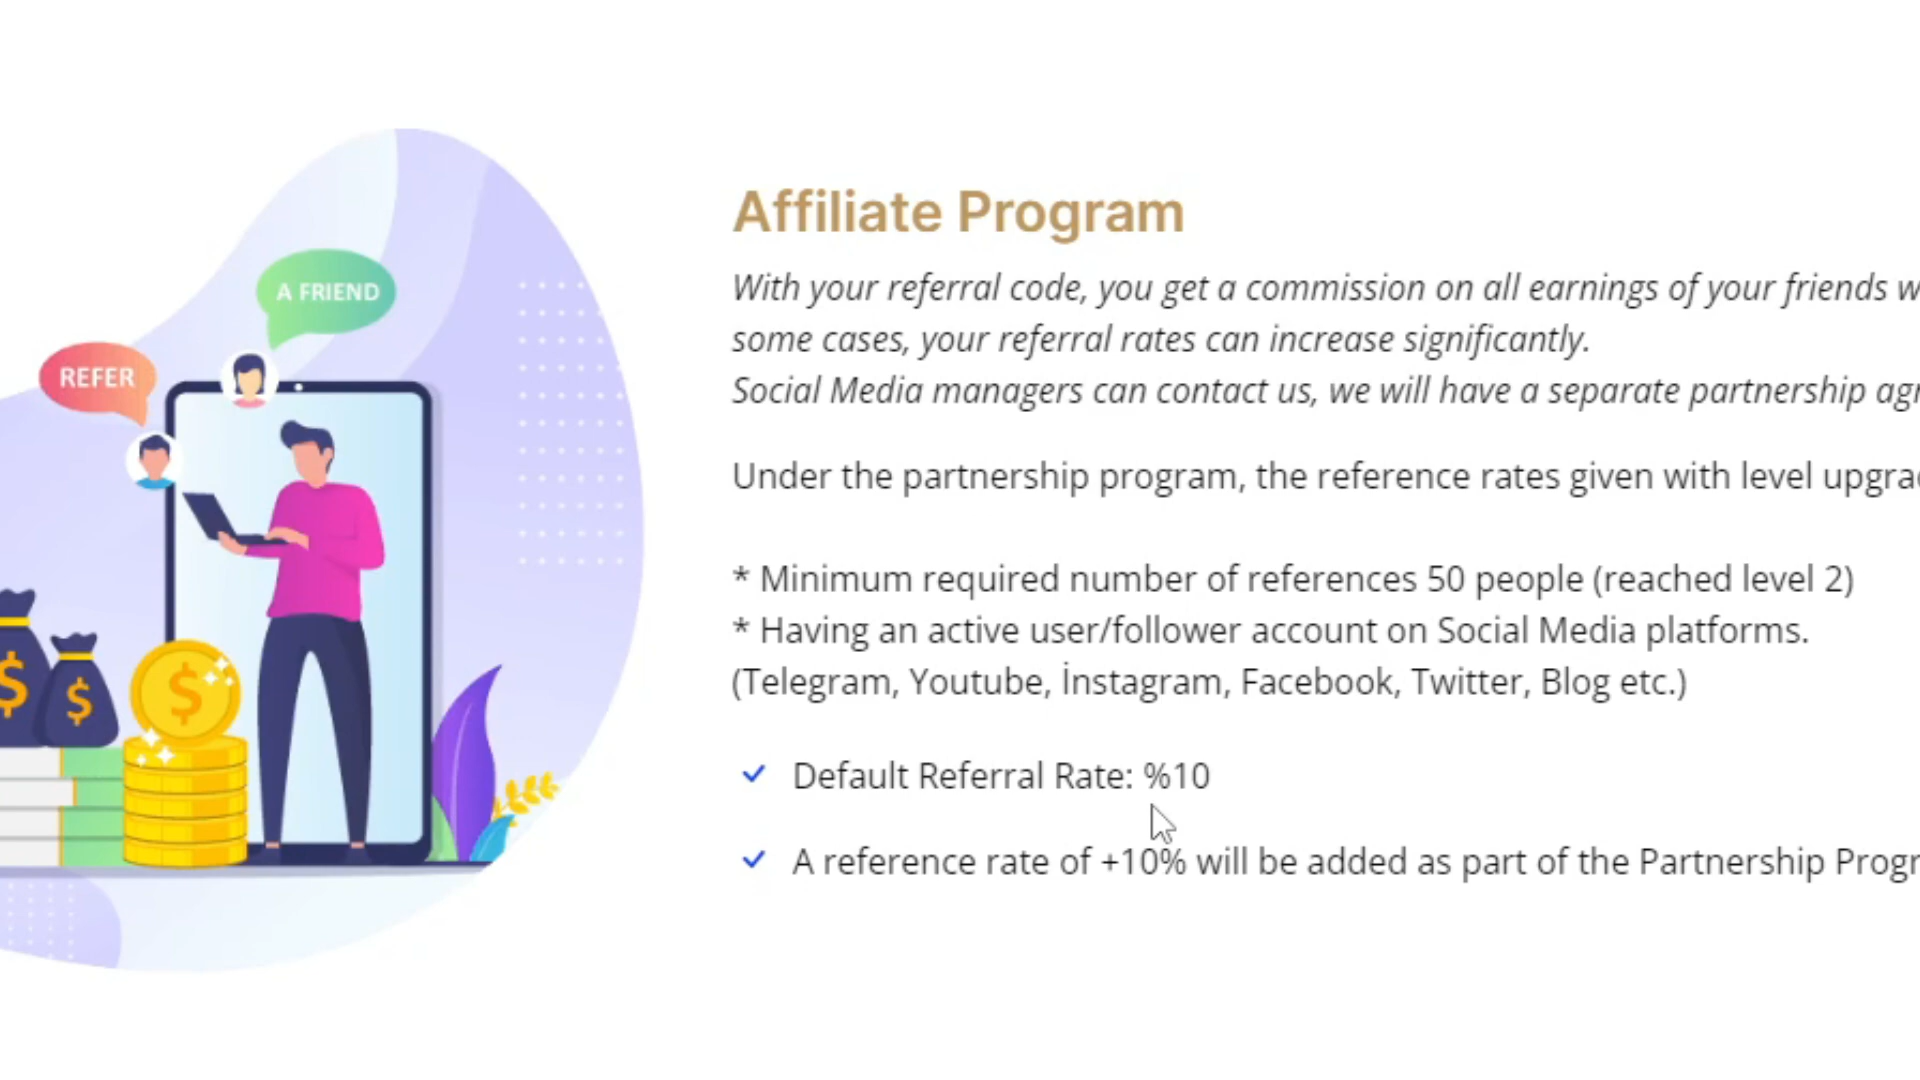 Affiliate Program
With your referral code, you get a commission on all earnings of your friends
some cases, your referral rates can increase significantly.
Social Media managers can contact us, we will have a separate partnership
Under the partnership program, the reference rates given with level
* Minimum required number of references 50 people (reached level 2)
* Having an active user/follower account on Social Media platforms.
(Telegram, Youtube, İnstagram, Facebook, Twitter, Blog etc.)
Default Referral Rate: %10
A reference rate of +10% will be added as part of the Partnership
A FRIEND
REFER
$
$
$